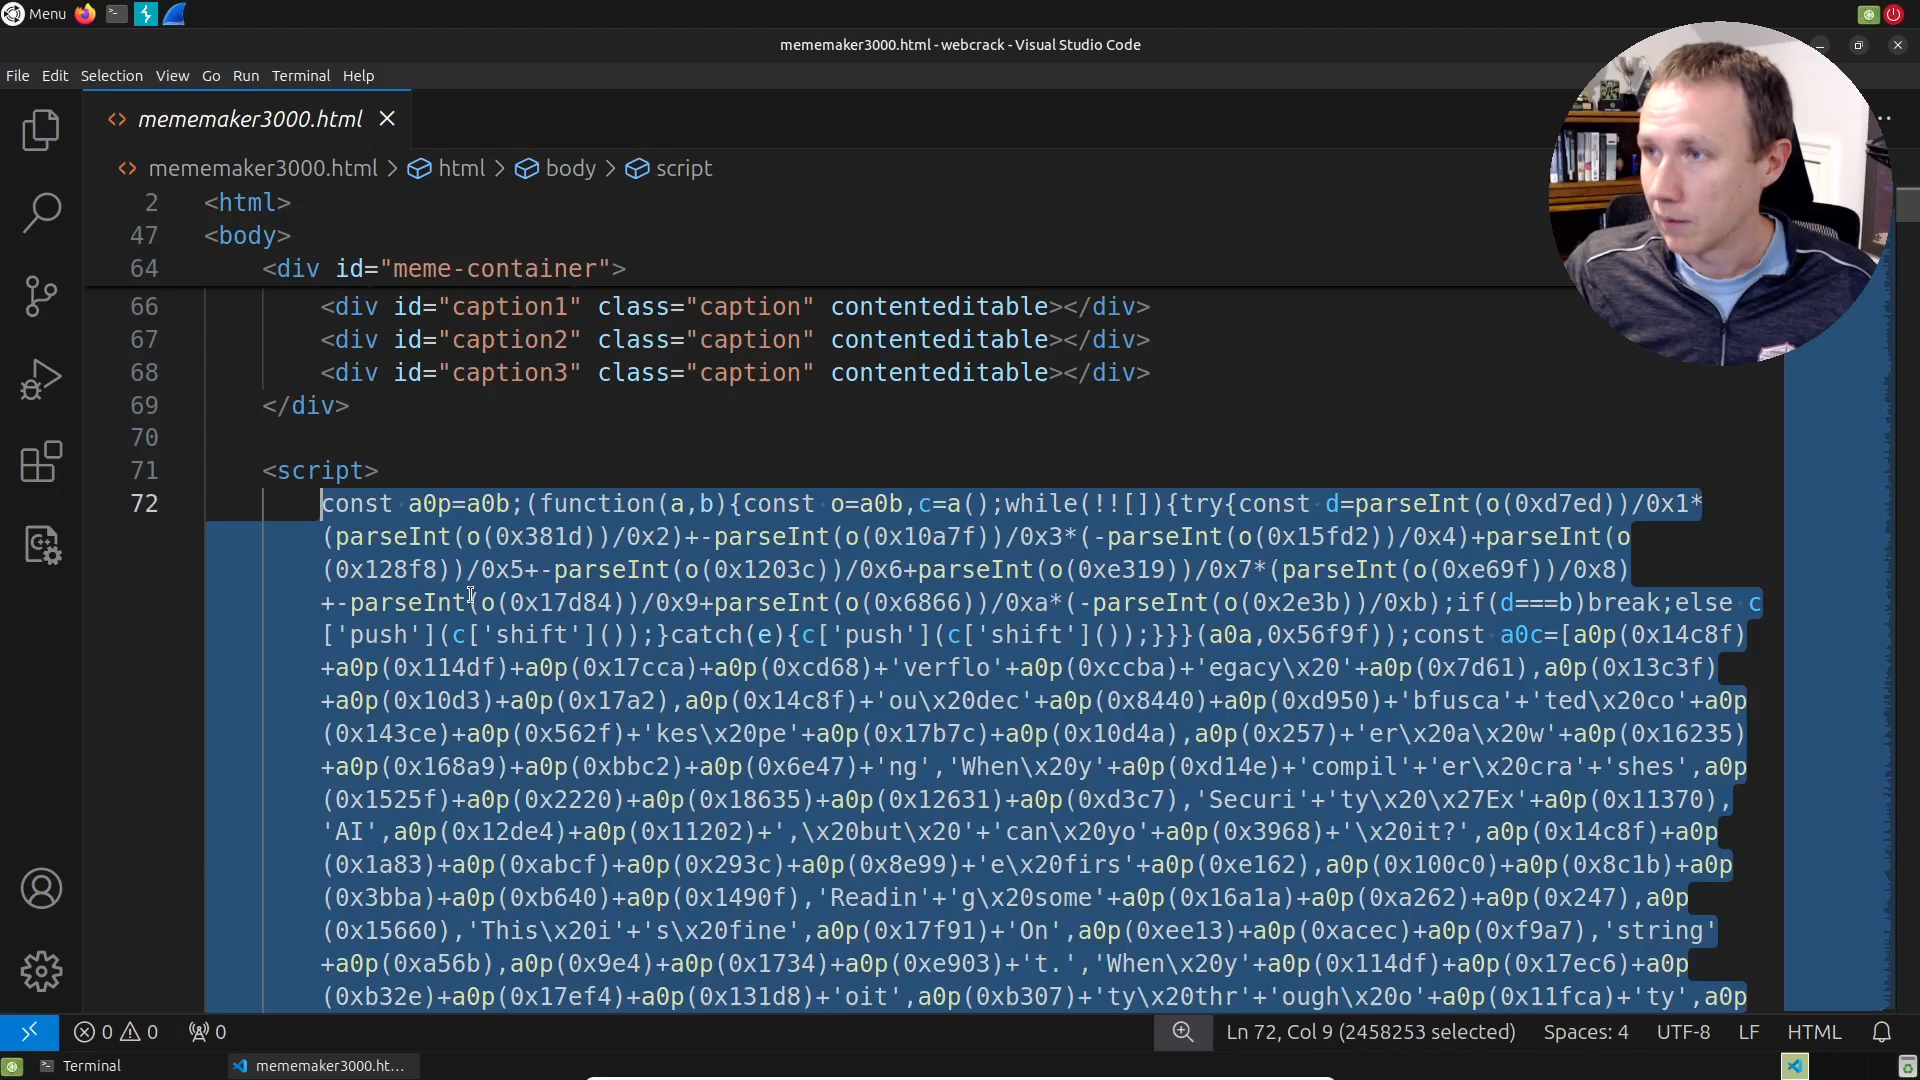 Menu
mememaker3000.html - webcrack - Visual Studio Code
File Edit Selection View Go Run Terminal Help
mememaker3000.html
mememaker3000.html > html > body > script
2 <html>
47 <body>
64 <div id="meme-container">
66 <div id="caption1" class="caption" contenteditable></div>
67 <div id="caption2" class="caption" contenteditable></div>
68 <div id="caption3" class="caption" contenteditable></div>
69 </div>
70
71 <script>
72 const a0p=a0b;(function(a,b){const o=a0b,c=a();while(!![]){try{const d=parseInt(o(0xd7ed))/0x1*
(parseInt(o(0x381d))/0x2)+-parseInt(o(0x10a7f))/0x3*(-parseInt(o(0x15fd2))/0x4)+parseInt(o
(0x128f8))/0x5+-parseInt(o(0x1203c))/0x6+parseInt(o(0xe319))/0x7*(parseInt(o(0xe69f))/0x8)
+-parseInt(o(0x17d84))/0x9+parseInt(o(0x6866))/0xa*(-parseInt(o(0x2e3b))/0xb);if(d===b)break;else c
['push'](c['shift']());}catch(e){c['push'](c['shift']());}}}(a0a,0x56f9f));const a0c=[a0p(0x14c8f)
+a0p(0x114df)+a0p(0x17cca)+a0p(0xcd68)+'verflo'+a0p(0xccba)+'egacy\x20'+a0p(0x7d61),a0p(0x13c3f)
+a0p(0x10d3)+a0p(0x17a2),a0p(0x14c8f)+'ou\x20dec'+a0p(0x8440)+a0p(0xd950)+'bfusca'+'ted\x20co'+a0p
(0x143ce)+a0p(0x562f)+'kes\x20pe'+a0p(0x17b7c)+a0p(0x10d4a),a0p(0x257)+'er\x20a\x20w'+a0p(0x16235)
+a0p(0x168a9)+a0p(0xbbc2)+a0p(0x6e47)+'ng','When\x20y'+a0p(0xd14e)+'compil'+'er\x20cra'+'shes',a0p
(0x1525f)+a0p(0x2220)+a0p(0x18635)+a0p(0x12631)+a0p(0xd3c7),'Securi'+'ty\x20\x27Ex'+a0p(0x11370),
'AI',a0p(0x12de4)+a0p(0x11202)+',\x20but\x20'+'can\x20yo'+a0p(0x3968)+'\x20it?',a0p(0x14c8f)+a0p
(0x1a83)+a0p(0xabcf)+a0p(0x293c)+a0p(0x8e99)+'e\x20firs'+a0p(0xe162),a0p(0x100c0)+a0p(0x8c1b)+a0p
(0x3bba)+a0p(0xb640)+a0p(0x1490f),'Readin'+'g\x20some'+a0p(0x16a1a)+a0p(0xa262)+a0p(0x247),a0p
(0x15660),'This\x20i'+'s\x20fine',a0p(0x17f91)+'On',a0p(0xee13)+a0p(0xacec)+a0p(0xf9a7),'string'
+a0p(0xa56b),a0p(0x9e4)+a0p(0x1734)+a0p(0xe903)+'t.','When\x20y'+a0p(0x114df)+a0p(0x17ec6)+a0p
(0xb32e)+a0p(0x17ef4)+a0p(0x131d8)+'oit',a0p(0xb307)+'ty\x20thr'+'ough\x20o'+a0p(0x11fca)+'ty',a0p
0 0 0 Ln 72, Col 9 (2458253 selected) Spaces: 4 UTF-8 LF HTML
Terminal mememaker3000.ht...